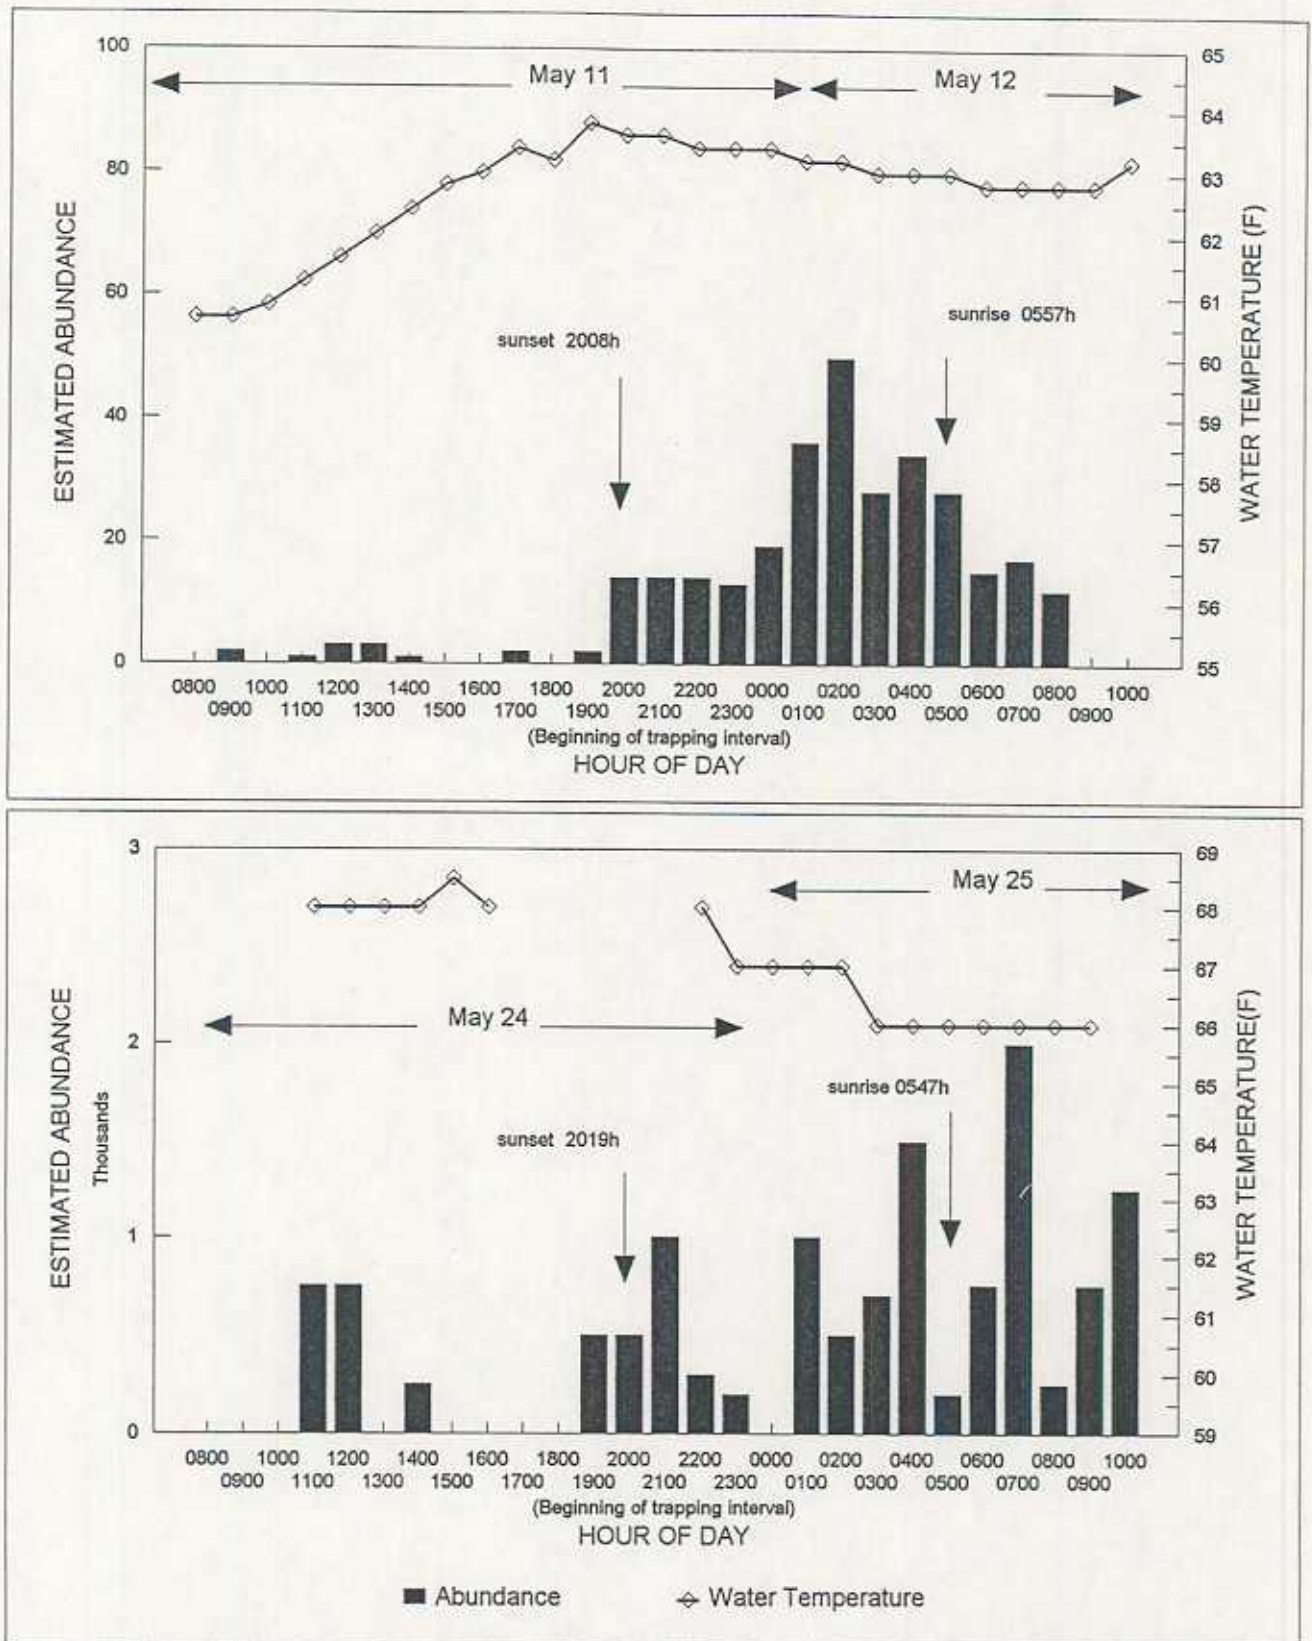 100
80
60
40
20
0
ESTIMATED ABUNDANCE
May 11
May 12
sunset 2008h
sunrise 0557h
65
64
63
62
61
60
59
58
57
56
55
WATER TEMPERATURE (F)
0800 1000 1200 1400 1600 1800 2000 2200 0000 0200 0400 0600 0800 1000
0900 1100 1300 1500 1700 1900 2100 2300 0100 0300 0500 0700 0900
(Beginning of trapping interval)
HOUR OF DAY
3
2
1
0
ESTIMATED ABUNDANCE
Thousands
May 25
May 24
sunrise 0547h
sunset 2019h
69
68
67
66
65
64
63
62
61
60
59
WATER TEMPERATURE(F)
0800 1000 1200 1400 1600 2000 2200 0000 0200 0400 0600 0800 1000
0900 1100 1300 1500 1700 1900 2100 2300 0100 0300 0500 0700 0900
(Beginning of trapping interval)
HOUR OF DAY
Abundance
Water Temperature